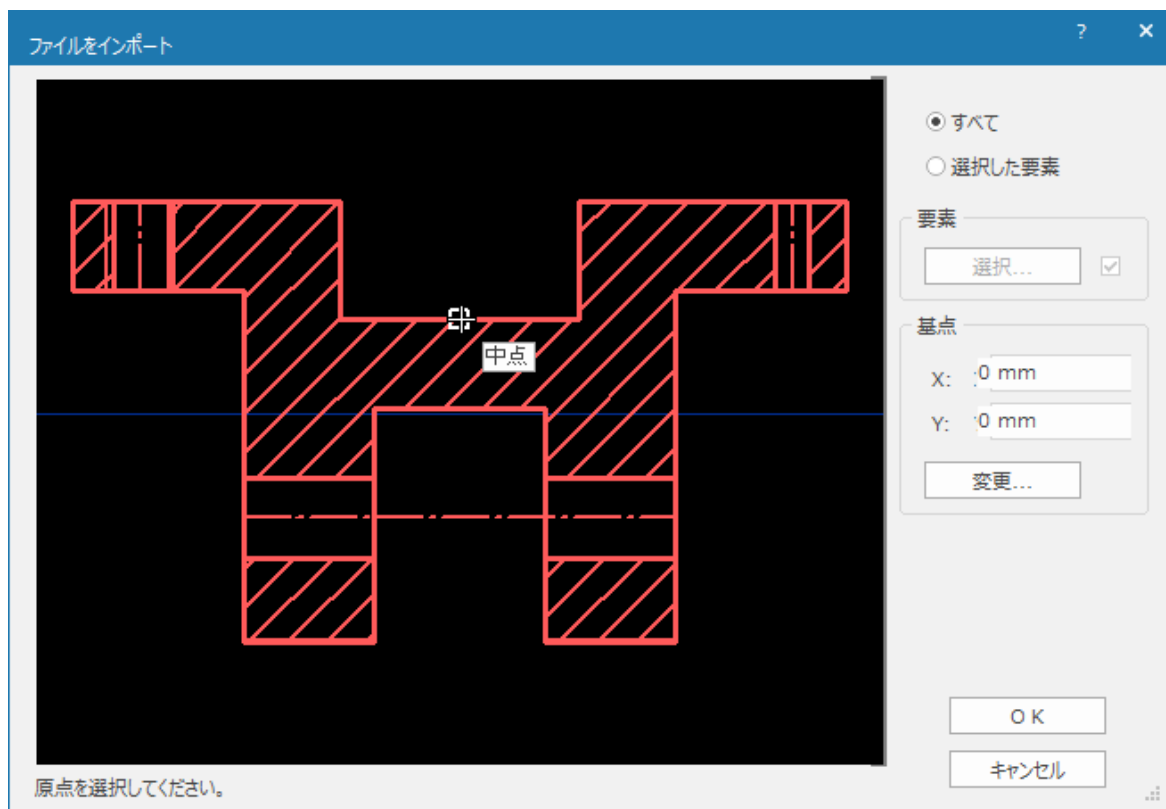 ファイルをインポート
?
×
すべて
選択した要素
要素
選択...
中点
基点
X: 0 mm
Y: 0 mm
変更...
OK
キャンセル
原点を選択してください。